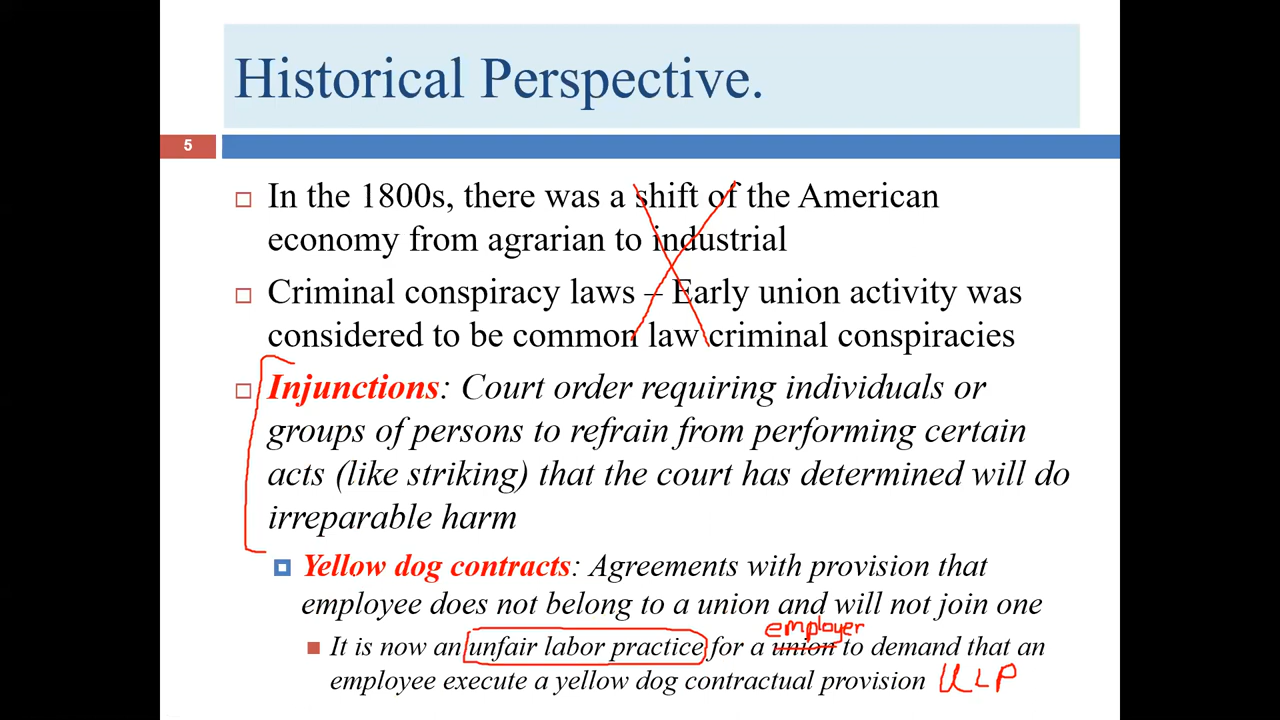 Historical Perspective.
5
In the 1800s, there was a shift of the American
economy from agrarian to industrial
Criminal conspiracy laws – Early union activity was
considered to be common law criminal conspiracies
Injunctions: Court order requiring individuals or
groups of persons to refrain from performing certain
acts (like striking) that the court has determined will do
irreparable harm
Yellow dog contracts: Agreements with provision that
employee does not belong to a union and will not join one
employer
It is now an unfair labor practice for a union to demand that an
employee execute a yellow dog contractual provision ULP